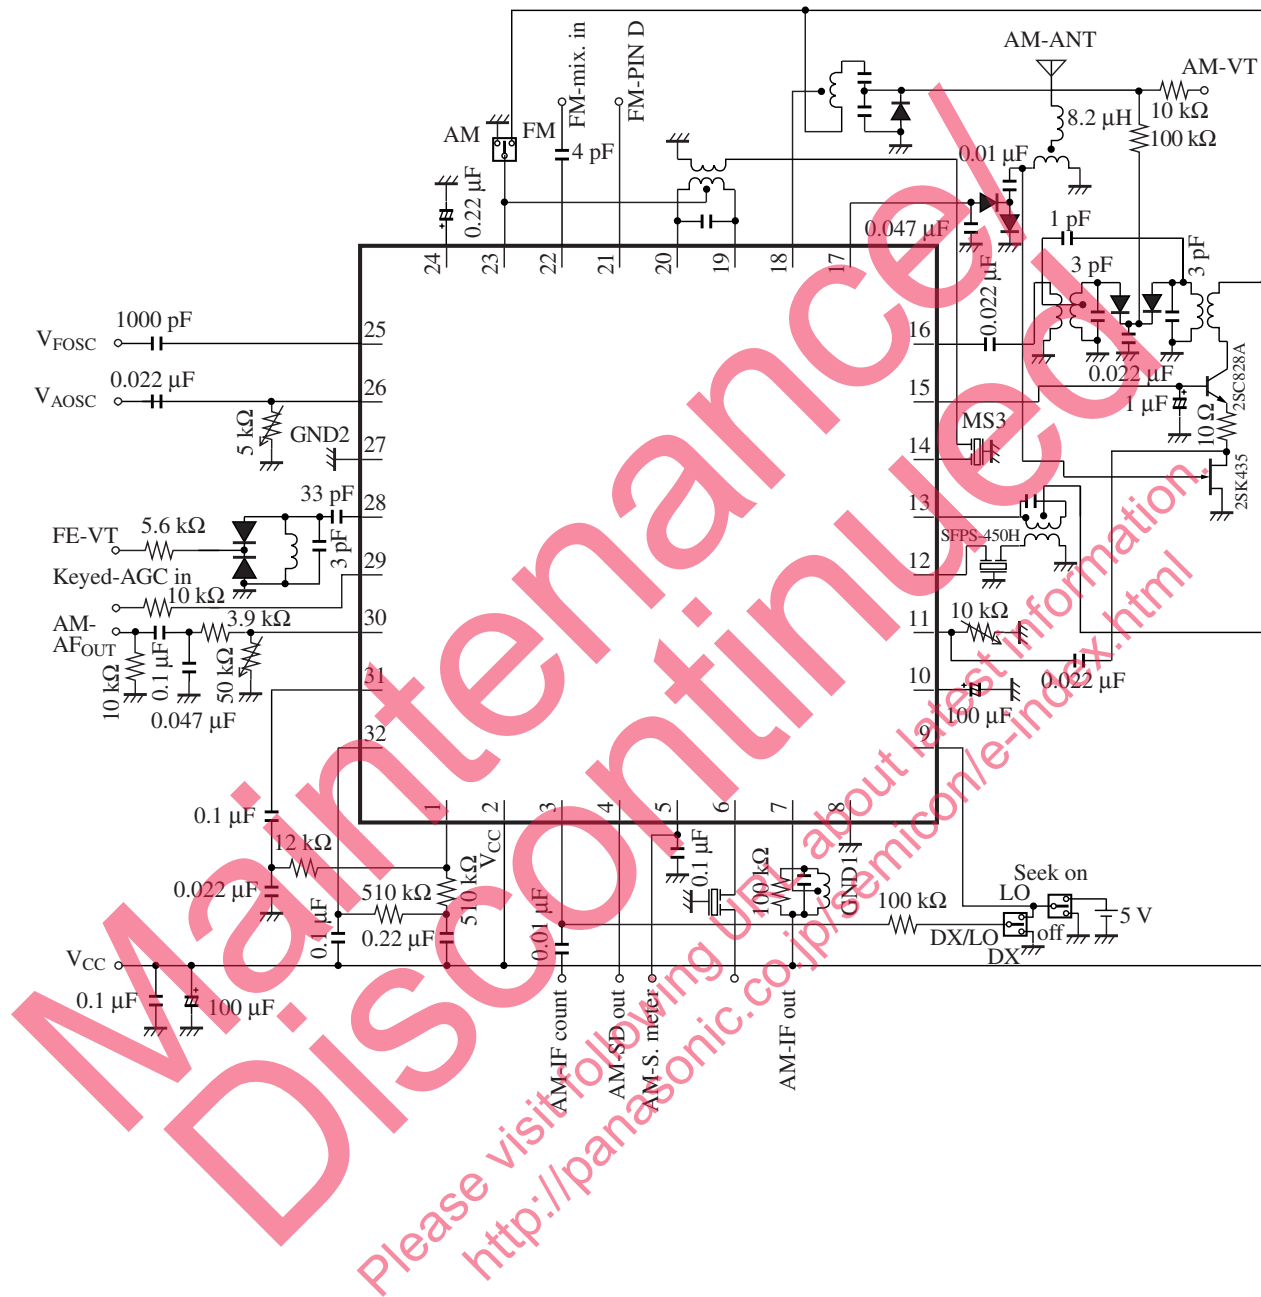 AM-ANT
AM-VT
10 kΩ
100 kΩ
8.2 µH
FM-mix. in
FM-PIN D
AM
FM
4 pF
0.01 µF
0.22 µF
0.047 µF
1 pF
3 pF
3 pF
24
23
22
21
20
19
18
17
0.022 µF
1000 pF
V_FOSC
25
16
0.022 µF
0.022 µF
V_AOSC
26
15
1 µF
2SC828A
10 Ω
5 kΩ
GND2
27
14
MS3
2SK435
33 pF
28
13
FE-VT
5.6 kΩ
3 pF
SFPS-450H
Keyed-AGC in
29
12
10 kΩ
AM-
AF_OUT
3.9 kΩ
30
11
10 kΩ
10 kΩ
0.1 µF
50 kΩ
0.047 µF
0.022 µF
31
10
100 µF
32
9
0.1 µF
1
2
3
4
5
6
7
8
V_CC
12 kΩ
0.022 µF
510 kΩ
510 kΩ
0.1 µF
0.22 µF
0.01 µF
0.1 µF
100 kΩ
GND1
100 kΩ
Seek on
LO
5 V
DX/LO
off
DX
V_CC
0.1 µF
100 µF
AM-IF count
AM-SD out
AM-S. meter
AM-IF out
Maintenance/
Discontinued
Please visit following URL about latest information.
http://panasonic.co.jp/semicon/e-index.html